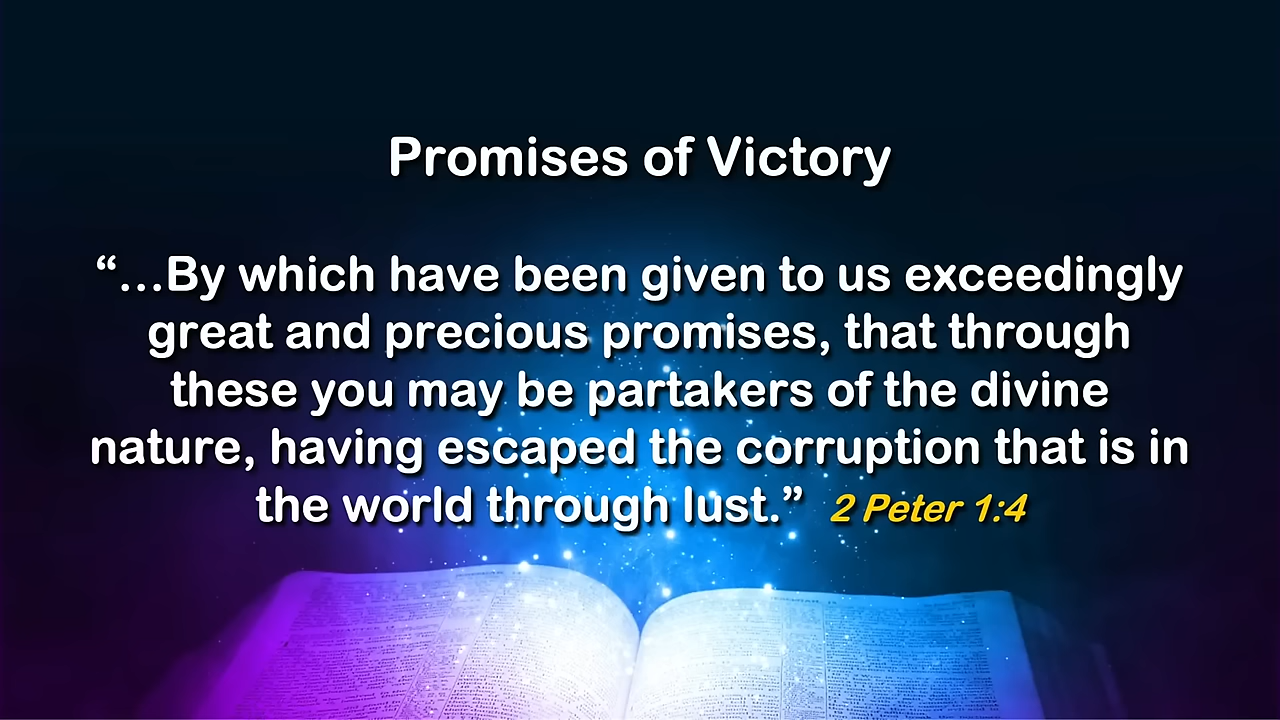 Promises of Victory
“…By which have been given to us exceedingly
great and precious promises, that through
these you may be partakers of the divine
nature, having escaped the corruption that is in
the world through lust.” 2 Peter 1:4